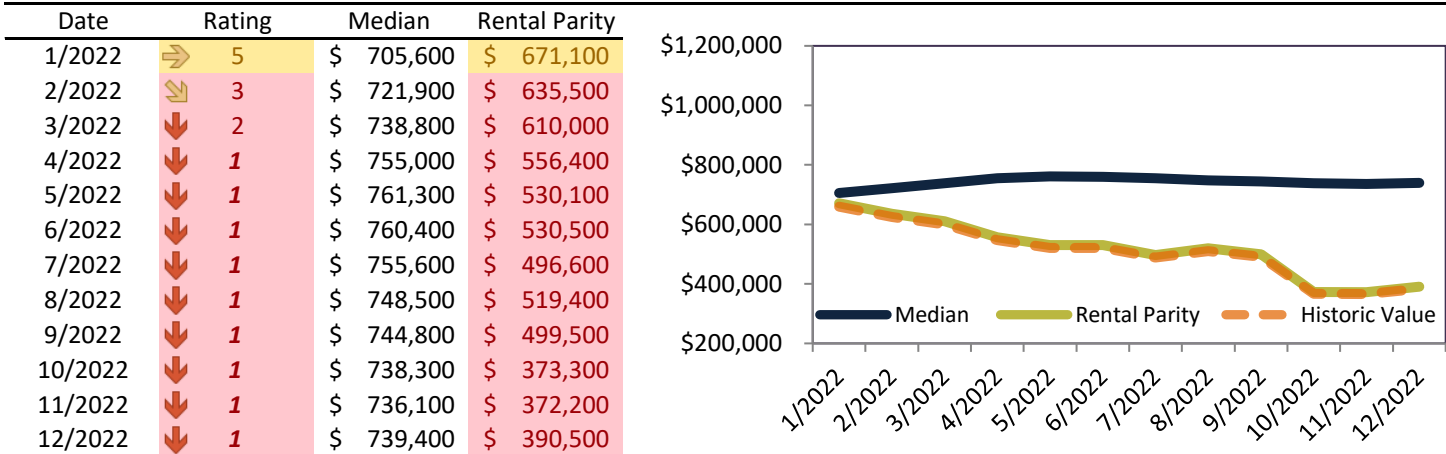 Date Rating Median Rental Parity
1/2022 5 $ 705,600 $ 671,100
2/2022 3 $ 721,900 $ 635,500
3/2022 2 $ 738,800 $ 610,000
4/2022 1 $ 755,000 $ 556,400
5/2022 1 $ 761,300 $ 530,100
6/2022 1 $ 760,400 $ 530,500
7/2022 1 $ 755,600 $ 496,600
8/2022 1 $ 748,500 $ 519,400
9/2022 1 $ 744,800 $ 499,500
10/2022 1 $ 738,300 $ 373,300
11/2022 1 $ 736,100 $ 372,200
12/2022 1 $ 739,400 $ 390,500
$1,200,000
$1,000,000
$800,000
$600,000
$400,000
$200,000
Median Rental Parity Historic Value
1/2022 2/2022 3/2022 4/2022 5/2022 6/2022 7/2022 8/2022 9/2022 10/2022 11/2022 12/2022